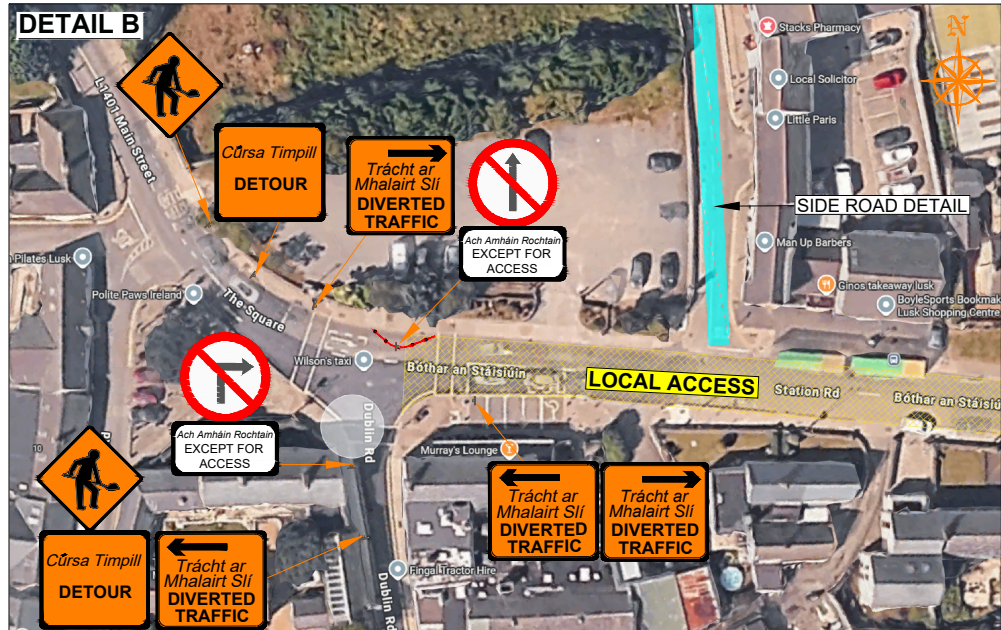 DETAIL B
N
L1401 Main Street
Stacks Pharmacy
Local Solicitor
Little Paris
Cúrsa Timpill
DETOUR
Trácht ar
Mhalairt Slí
DIVERTED
TRAFFIC
Ach Amháin Rochtain
EXCEPT FOR
ACCESS
SIDE ROAD DETAIL
Man Up Barbers
Pilates Lusk
Polite Paws Ireland
The Square
Ginos takeaway lusk
BoyleSports Bookmak
Lusk Shopping Centre
Wilson's taxi
Bóthar an Stáisiúin
LOCAL ACCESS
Station Rd
Bóthar an Stáisiú
Ach Amháin Rochtain
EXCEPT FOR
ACCESS
Dublin Rd
Murray's Lounge
10
Trácht ar
Mhalairt Slí
DIVERTED
TRAFFIC
Trácht ar
Mhalairt Slí
DIVERTED
TRAFFIC
Cúrsa Timpill
DETOUR
Trácht ar
Mhalairt Slí
DIVERTED
TRAFFIC
Fingal Tractor Hire
Dublin Rd